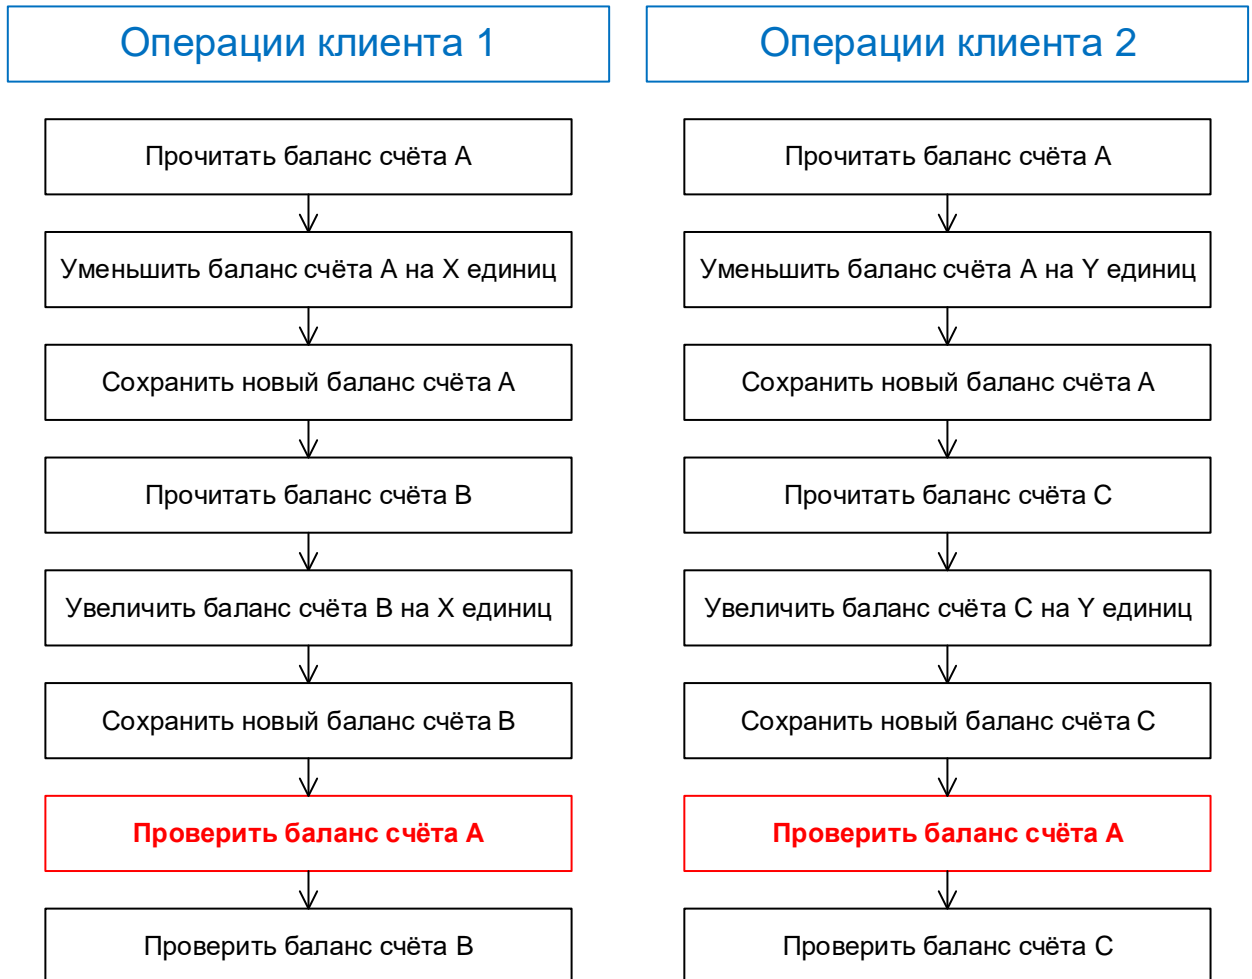 Операции клиента 1
Прочитать баланс счёта A
Уменьшить баланс счёта A на X единиц
Сохранить новый баланс счёта A
Прочитать баланс счёта B
Увеличить баланс счёта B на X единиц
Сохранить новый баланс счёта B
Проверить баланс счёта A
Проверить баланс счёта B
Операции клиента 2
Прочитать баланс счёта A
Уменьшить баланс счёта A на Y единиц
Сохранить новый баланс счёта A
Прочитать баланс счёта C
Увеличить баланс счёта C на Y единиц
Сохранить новый баланс счёта C
Проверить баланс счёта A
Проверить баланс счёта C